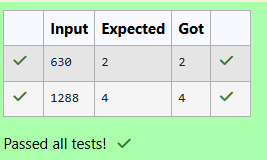 Input Expected Got
630 2 2
1288 4 4
Passed all tests!